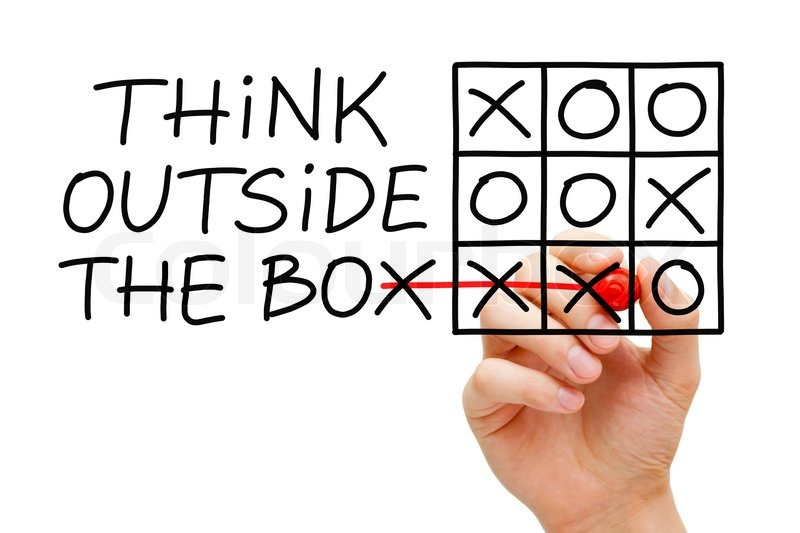 THiNK
OUTSiDE
THE BOX
X O O
O O X
X X O